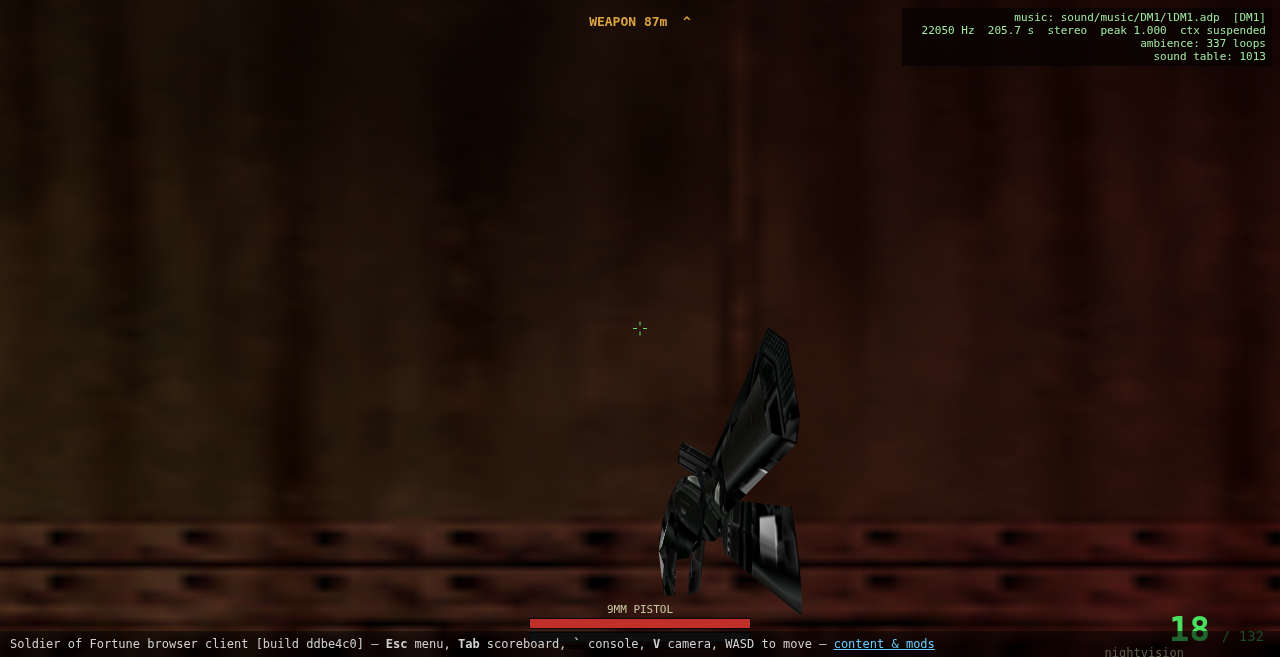 WEAPON 87m ^
music: sound/music/DM1/lDM1.adp [DM1]
22050 Hz 205.7 s stereo peak 1.000 ctx suspended
ambience: 337 loops
sound table: 1013
9MM PISTOL
18 / 132
Soldier of Fortune browser client [build ddbe4c0] — Esc menu, Tab scoreboard, ` console, V camera, WASD to move — content & mods
nightvision